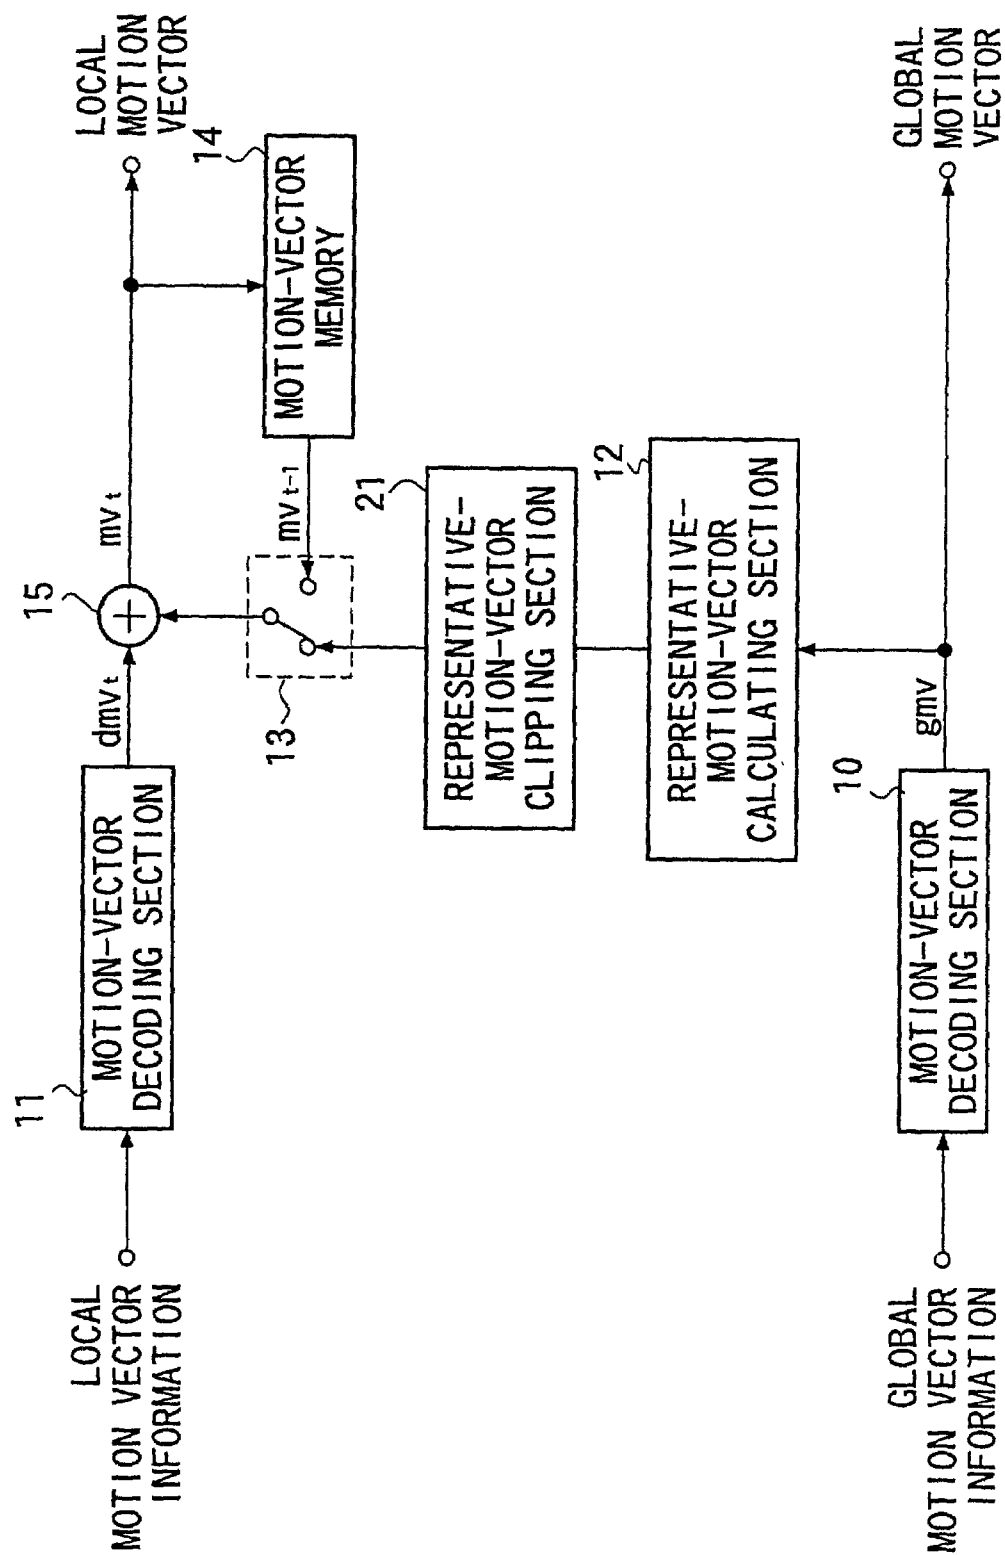 LOCAL
MOTION VECTOR
INFORMATION
11
MOTION-VECTOR
DECODING SECTION
dmvt
15
+
mvt
LOCAL
MOTION
VECTOR
13
mvt-1
14
MOTION-VECTOR
MEMORY
21
REPRESENTATIVE-
MOTION-VECTOR
CLIPPING SECTION
12
REPRESENTATIVE-
MOTION-VECTOR
CALCULATING SECTION
GLOBAL
MOTION VECTOR
INFORMATION
10
MOTION-VECTOR
DECODING SECTION
gmv
GLOBAL
MOTION
VECTOR